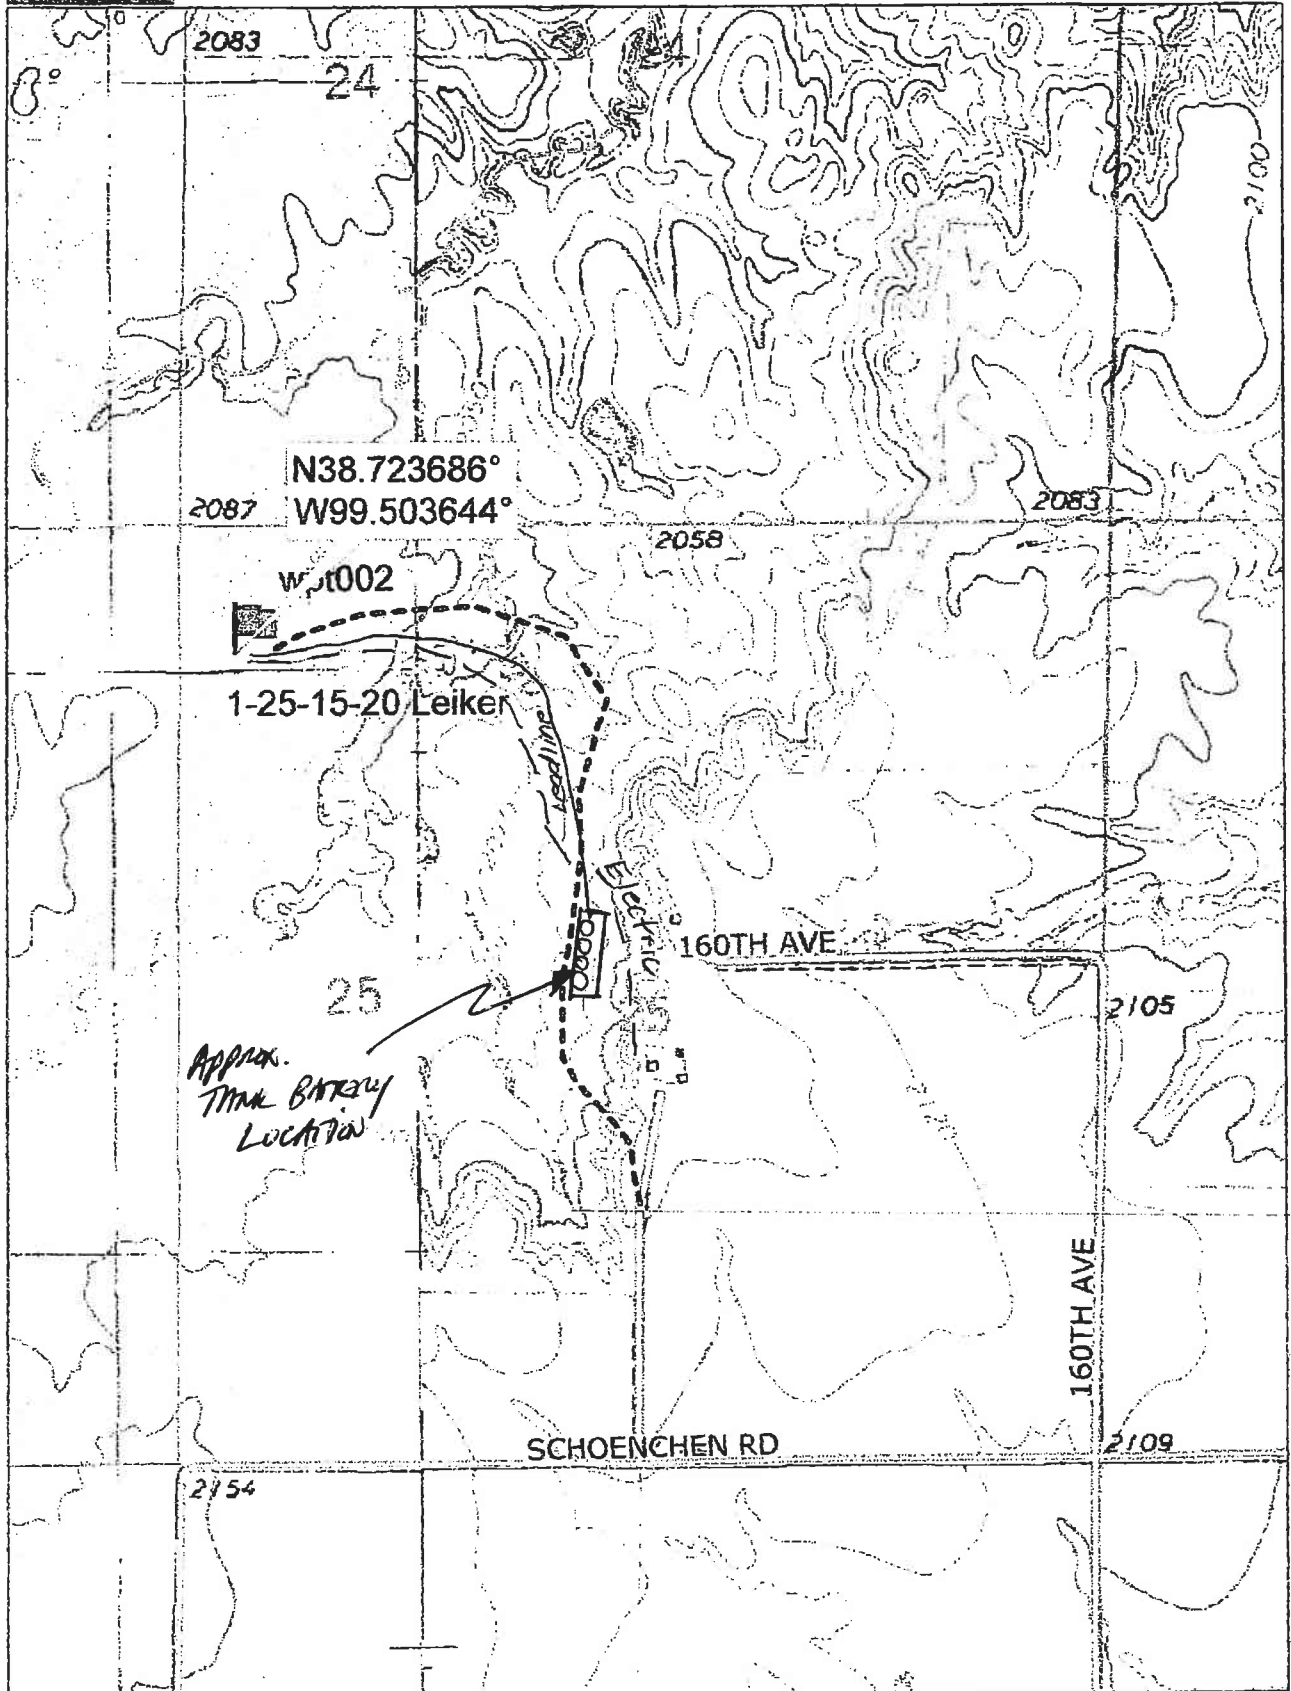 2083
24
2100
N38.723686°
W99.503644°
2087
2083
2058
wpt002
1-25-15-20 Leiker
Leadline
Electric
160TH AVE
25
2105
Approx.
TANK BATTERY
LOCATION
160TH AVE
SCHOENCHEN RD
2109
2154